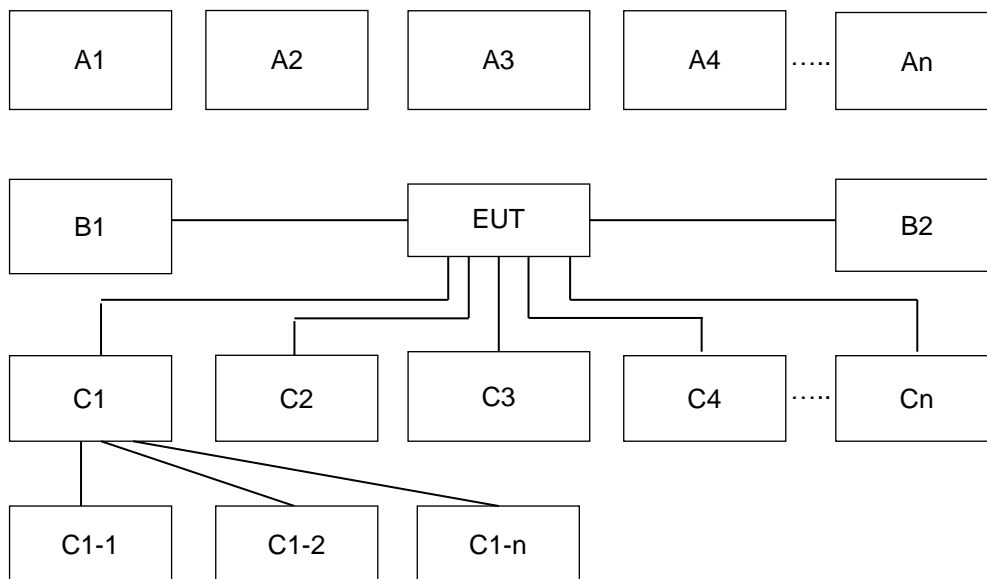 A1 A2 A3 A4 ..... An
B1 EUT B2
C1 C2 C3 C4 ..... Cn
C1-1 C1-2 C1-n